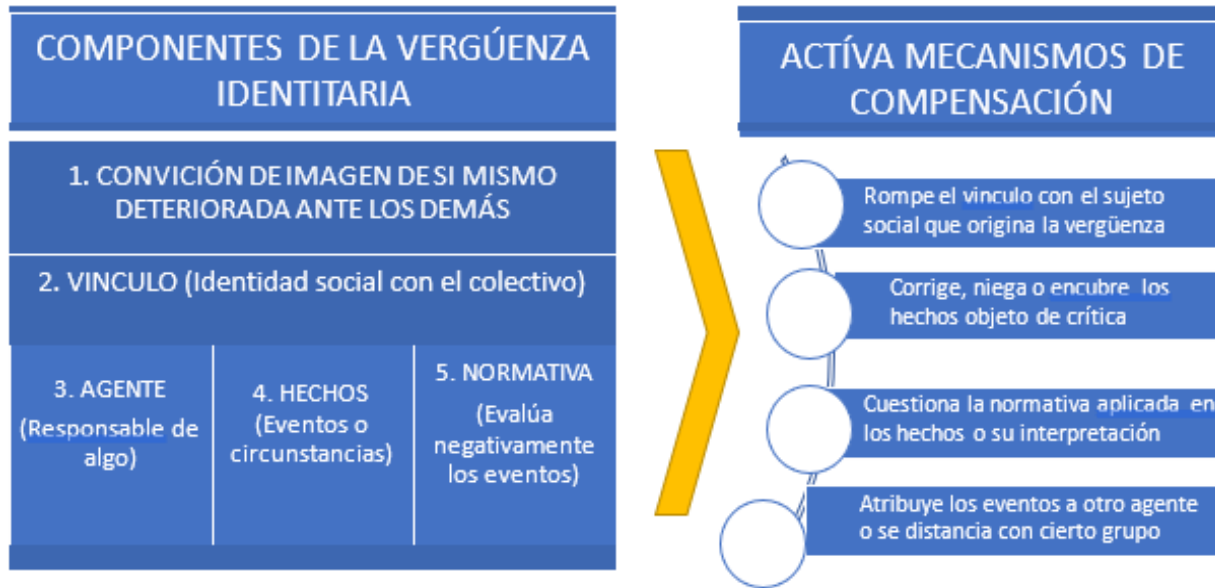 COMPONENTES DE LA VERGÚENZA
IDENTITARIA
1. CONVICIÓN DE IMAGEN DE SI MISMO
DETERIORADA ANTE LOS DEMÁS
2. VINCULO (Identidad social con el colectivo)
3. AGENTE
(Responsable de
algo)
4. HECHOS
(Eventos o
circunstancias)
5. NORMATIVA
(Evalúa
negativamente
los eventos)
ACTÍVA MECANISMOS DE
COMPENSACIÓN
Rompe el vinculo con el sujeto
social que origina la vergüenza
Corrige, niega o encubre los
hechos objeto de crítica
Cuestiona la normativa aplicada en
los hechos o su interpretación
Atribuye los eventos a otro agente
o se distancia con cierto grupo